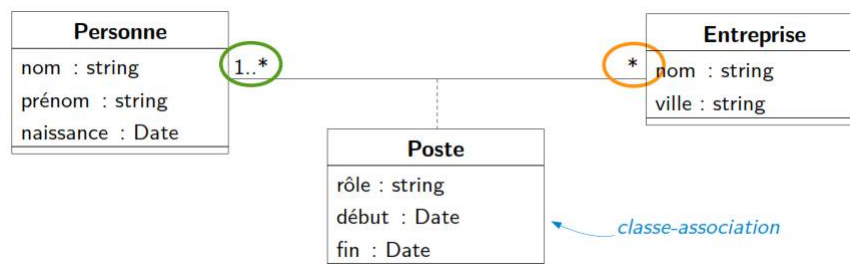 Personne
nom : string
prénom : string
naissance : Date
1..*
*
Entreprise
nom : string
ville : string
Poste
rôle : string
début : Date
fin : Date
classe-association